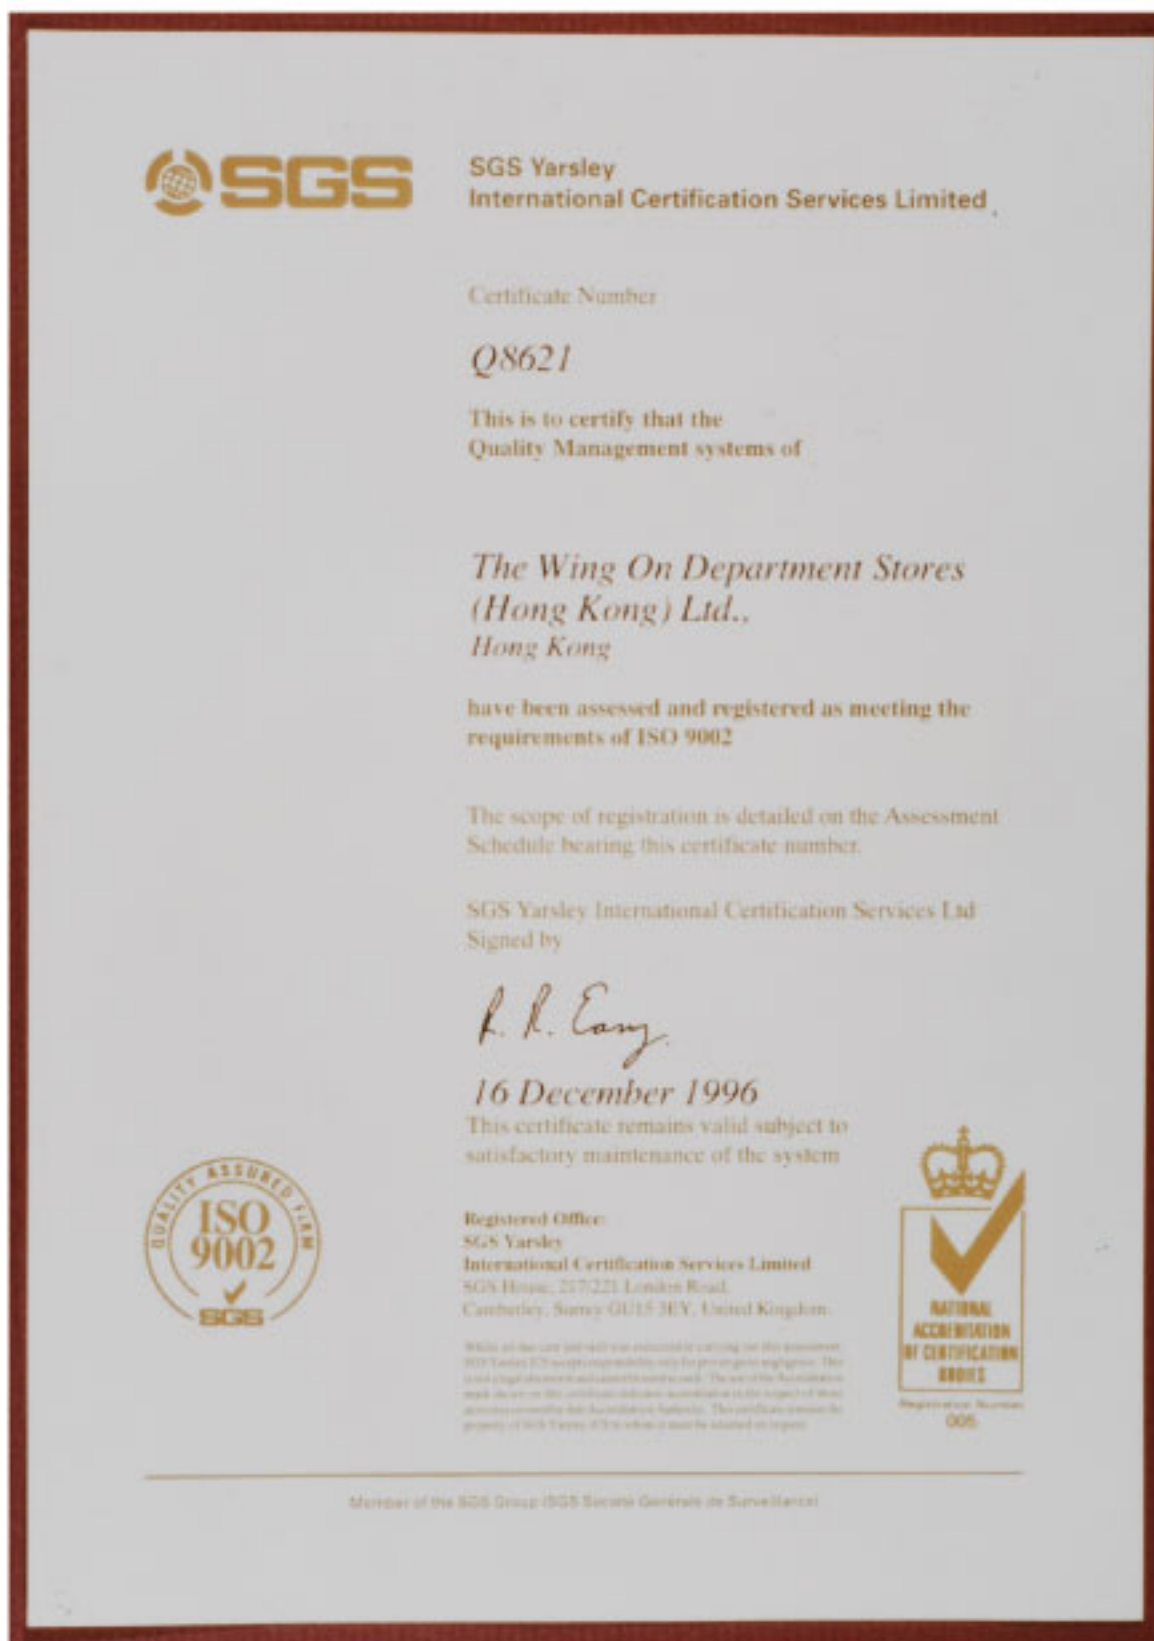 SGS
SGS Yarsley
International Certification Services Limited
Certificate Number
Q8621
This is to certify that the
Quality Management systems of
The Wing On Department Stores
(Hong Kong) Ltd.,
Hong Kong
have been assessed and registered as meeting the
requirements of ISO 9002
The scope of registration is detailed on the Assessment
Schedule bearing this certificate number.
SGS Yarsley International Certification Services Ltd
Signed by
R. R. 
16 December 1996
This certificate remains valid subject to
satisfactory maintenance of the system
QUALITY ASSURED FIRM
ISO
9002
SGS
Registered Office:
SGS Yarsley
International Certification Services Limited
SGS House, 217/221 London Road,
Camberley, Surrey GU15 3EY, United Kingdom.
NATIONAL
ACCREDITATION
OF CERTIFICATION
BODIES
Registration Number
005
Member of the SGS Group (SGS Société Générale de Surveillance)